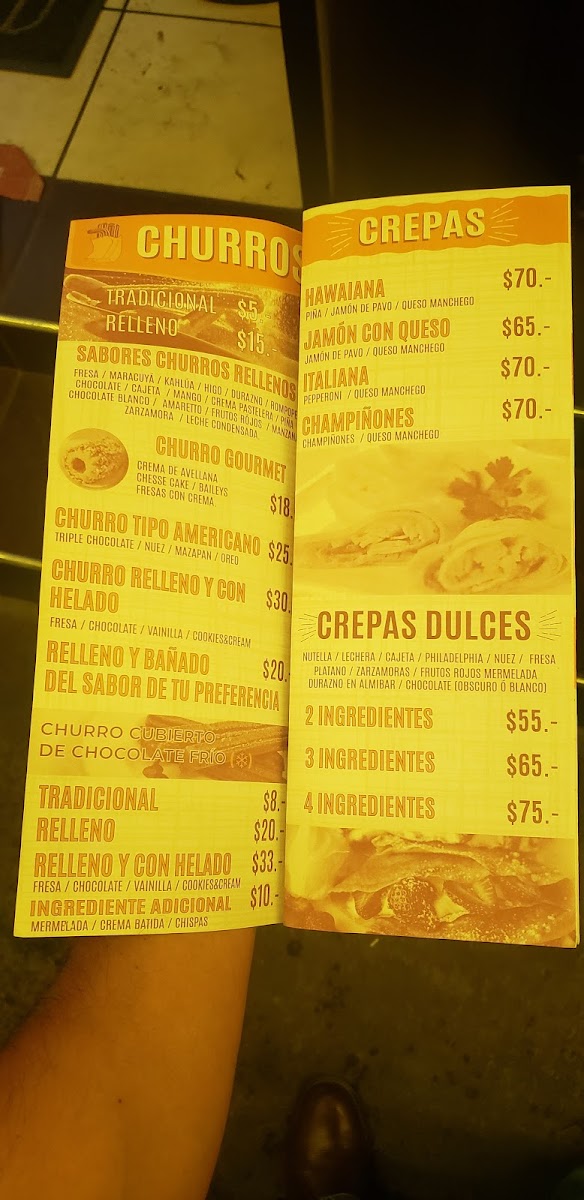 CHURROS
TRADICIONAL $5
RELLENO $15.-
SABORES CHURROS RELLENOS
FRESA / MARACUYÁ / KAHLÚA / HIGO / DURAZNO / ROMPOPE
CHOCOLATE / CAJETA / MANGO / CREMA PASTELERA / PIÑA
CHOCOLATE BLANCO / AMARETTO / FRUTOS ROJOS / MANZAN
ZARZAMORA / LECHE CONDENSADA
CHURRO GOURMET
CREMA DE AVELLANA
CHESSE CAKE / BAILEYS
FRESAS CON CREMA
$18.
CHURRO TIPO AMERICANO $25.
TRIPLE CHOCOLATE / NUEZ / MAZAPAN / OREO
CHURRO RELLENO Y CON
HELADO $30.
FRESA / CHOCOLATE / VAINILLA / COOKIES&CREAM
RELLENO Y BAÑADO $20.-
DEL SABOR DE TU PREFERENCIA
CHURRO CUBIERTO
DE CHOCOLATE FRÍO
TRADICIONAL $8.-
RELLENO $20.-
RELLENO Y CON HELADO $33.-
FRESA / CHOCOLATE / VAINILLA / COOKIES&CREAM
INGREDIENTE ADICIONAL $10.-
MERMELADA / CREMA BATIDA / CHISPAS
CREPAS
HAWAIANA $70.-
PIÑA / JAMÓN DE PAVO / QUESO MANCHEGO
JAMÓN CON QUESO $65.-
JAMÓN DE PAVO / QUESO MANCHEGO
ITALIANA $70.-
PEPPERONI / QUESO MANCHEGO
CHAMPIÑONES $70.-
CHAMPIÑONES / QUESO MANCHEGO
CREPAS DULCES
NUTELLA / LECHERA / CAJETA / PHILADELPHIA / NUEZ / FRESA
PLATANO / ZARZAMORAS / FRUTOS ROJOS MERMELADA
DURAZNO EN ALMIBAR / CHOCOLATE (OBSCURO Ó BLANCO)
2 INGREDIENTES $55.-
3 INGREDIENTES $65.-
4 INGREDIENTES $75.-